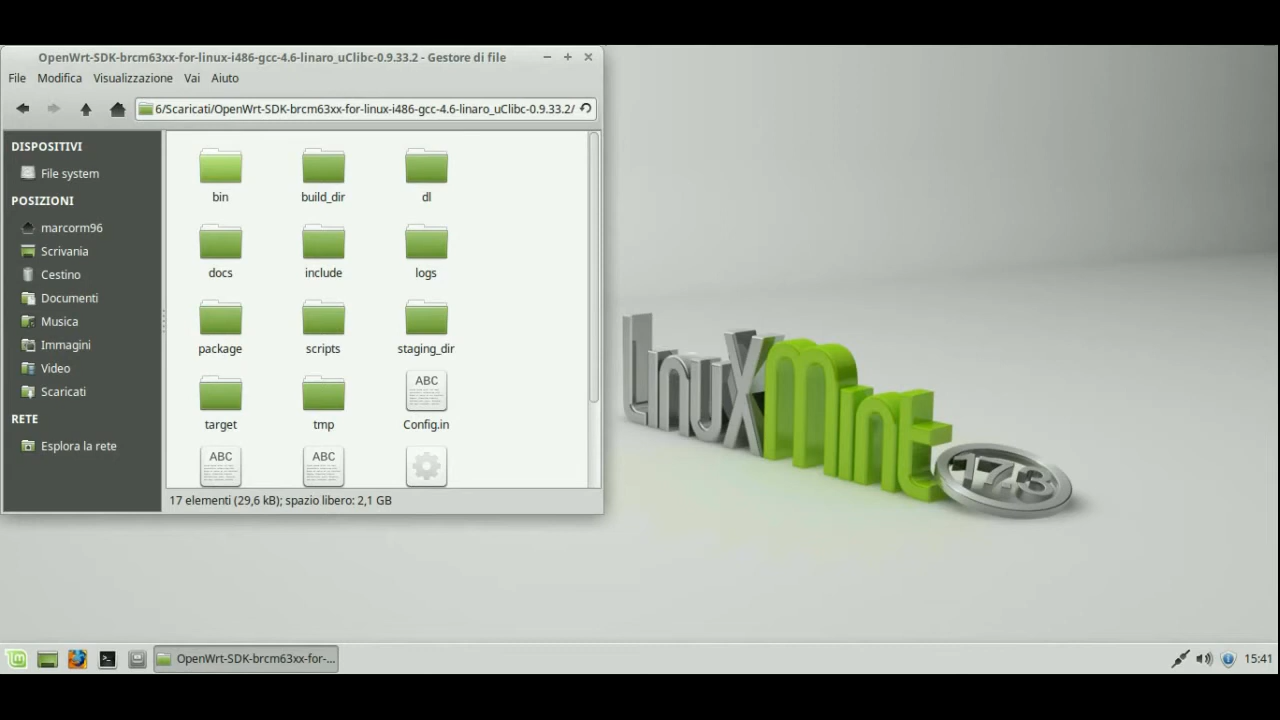 OpenWrt-SDK-brcm63xx-for-linux-i486-gcc-4.6-linaro_uClibc-0.9.33.2 - Gestore di file
File Modifica Visualizzazione Vai Aiuto
6/Scaricati/OpenWrt-SDK-brcm63xx-for-linux-i486-gcc-4.6-linaro_uClibc-0.9.33.2/
DISPOSITIVI
File system
POSIZIONI
marcorm96
Scrivania
Cestino
Documenti
Musica
Immagini
Video
Scaricati
RETE
Esplora la rete
bin build_dir dl
docs include logs
package scripts staging_dir
ABC
target tmp Config.in
ABC ABC
17 elementi (29,6 kB); spazio libero: 2,1 GB
LinuxMint
17.3
OpenWrt-SDK-brcm63xx-for-...
15:41